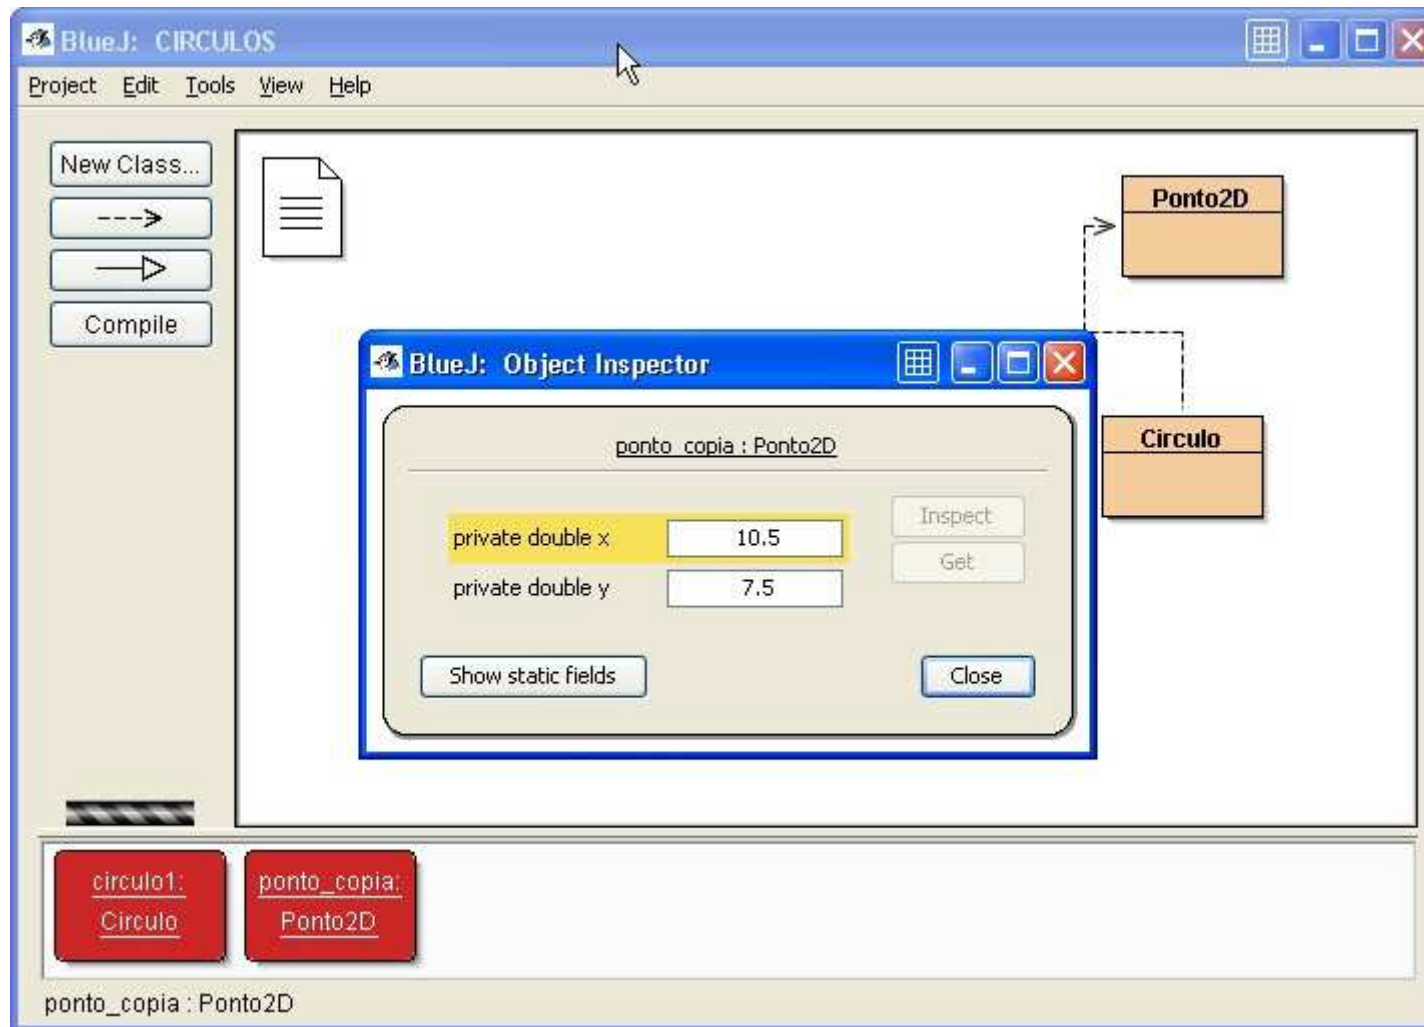 BlueJ: CIRCULOS
Project Edit Tools View Help
New Class...
Compile
Ponto2D
Circulo
BlueJ: Object Inspector
ponto_copia : Ponto2D
private double x 10.5
private double y 7.5
Inspect
Get
Show static fields
Close
circulo1:
Circulo
ponto_copia:
Ponto2D
ponto_copia : Ponto2D